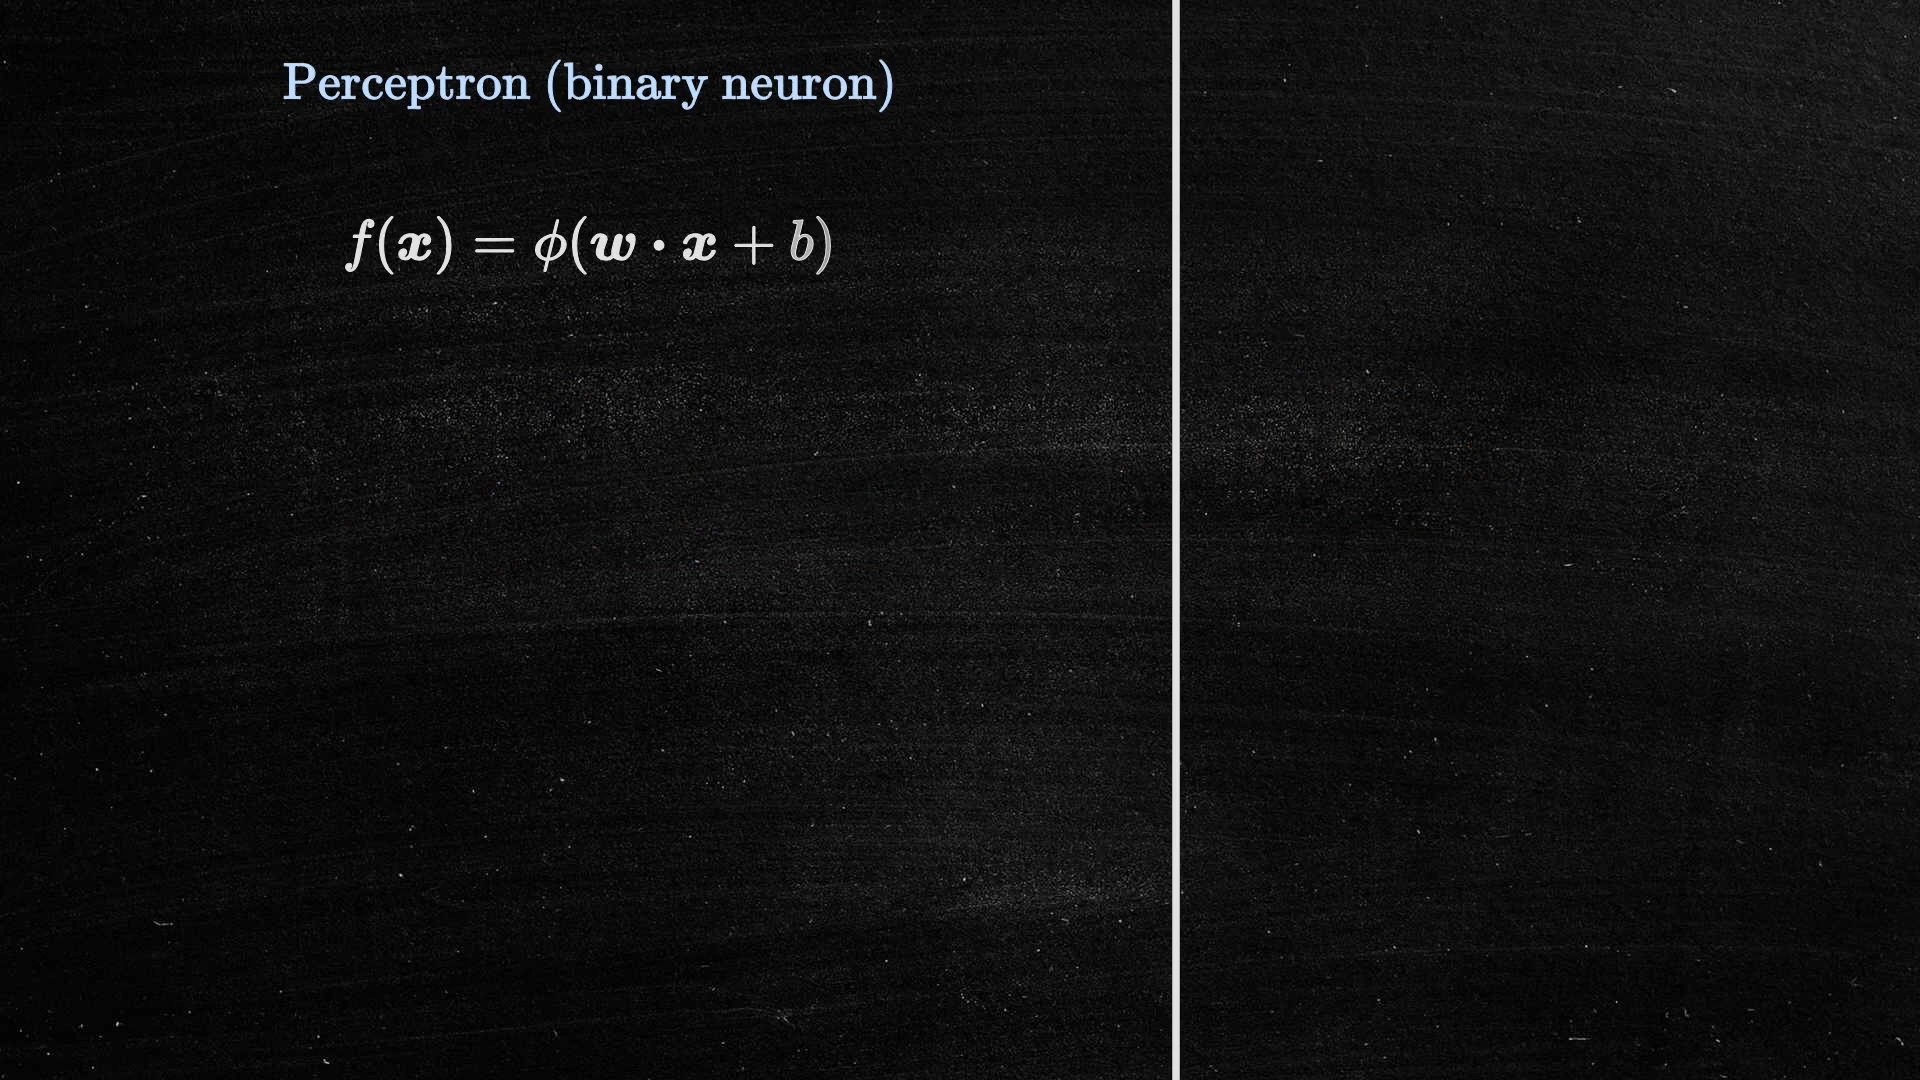 Perceptron (binary neuron)
f(x) = ϕ(w · x + b)